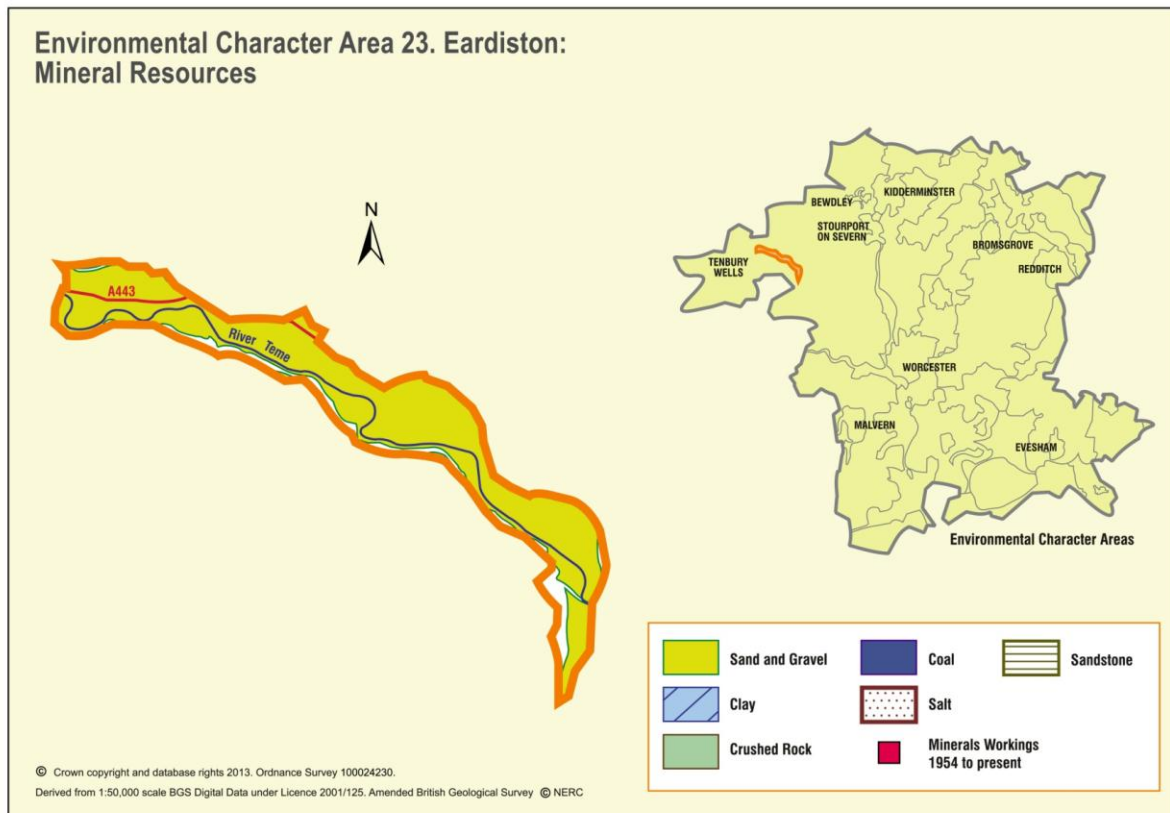 Environmental Character Area 23. Eardiston:
Mineral Resources
N
A443
River Teme
KIDDERMINSTER
BEWDLEY
STOURPORT
ON SEVERN
BROMSGROVE
REDDITCH
TENBURY
WELLS
WORCESTER
MALVERN
EVESHAM
Environmental Character Areas
Sand and Gravel
Coal
Sandstone
Clay
Salt
Crushed Rock
Minerals Workings
1954 to present
© Crown copyright and database rights 2013. Ordnance Survey 100024230.
Derived from 1:50,000 scale BGS Digital Data under Licence 2001/125. Amended British Geological Survey © NERC